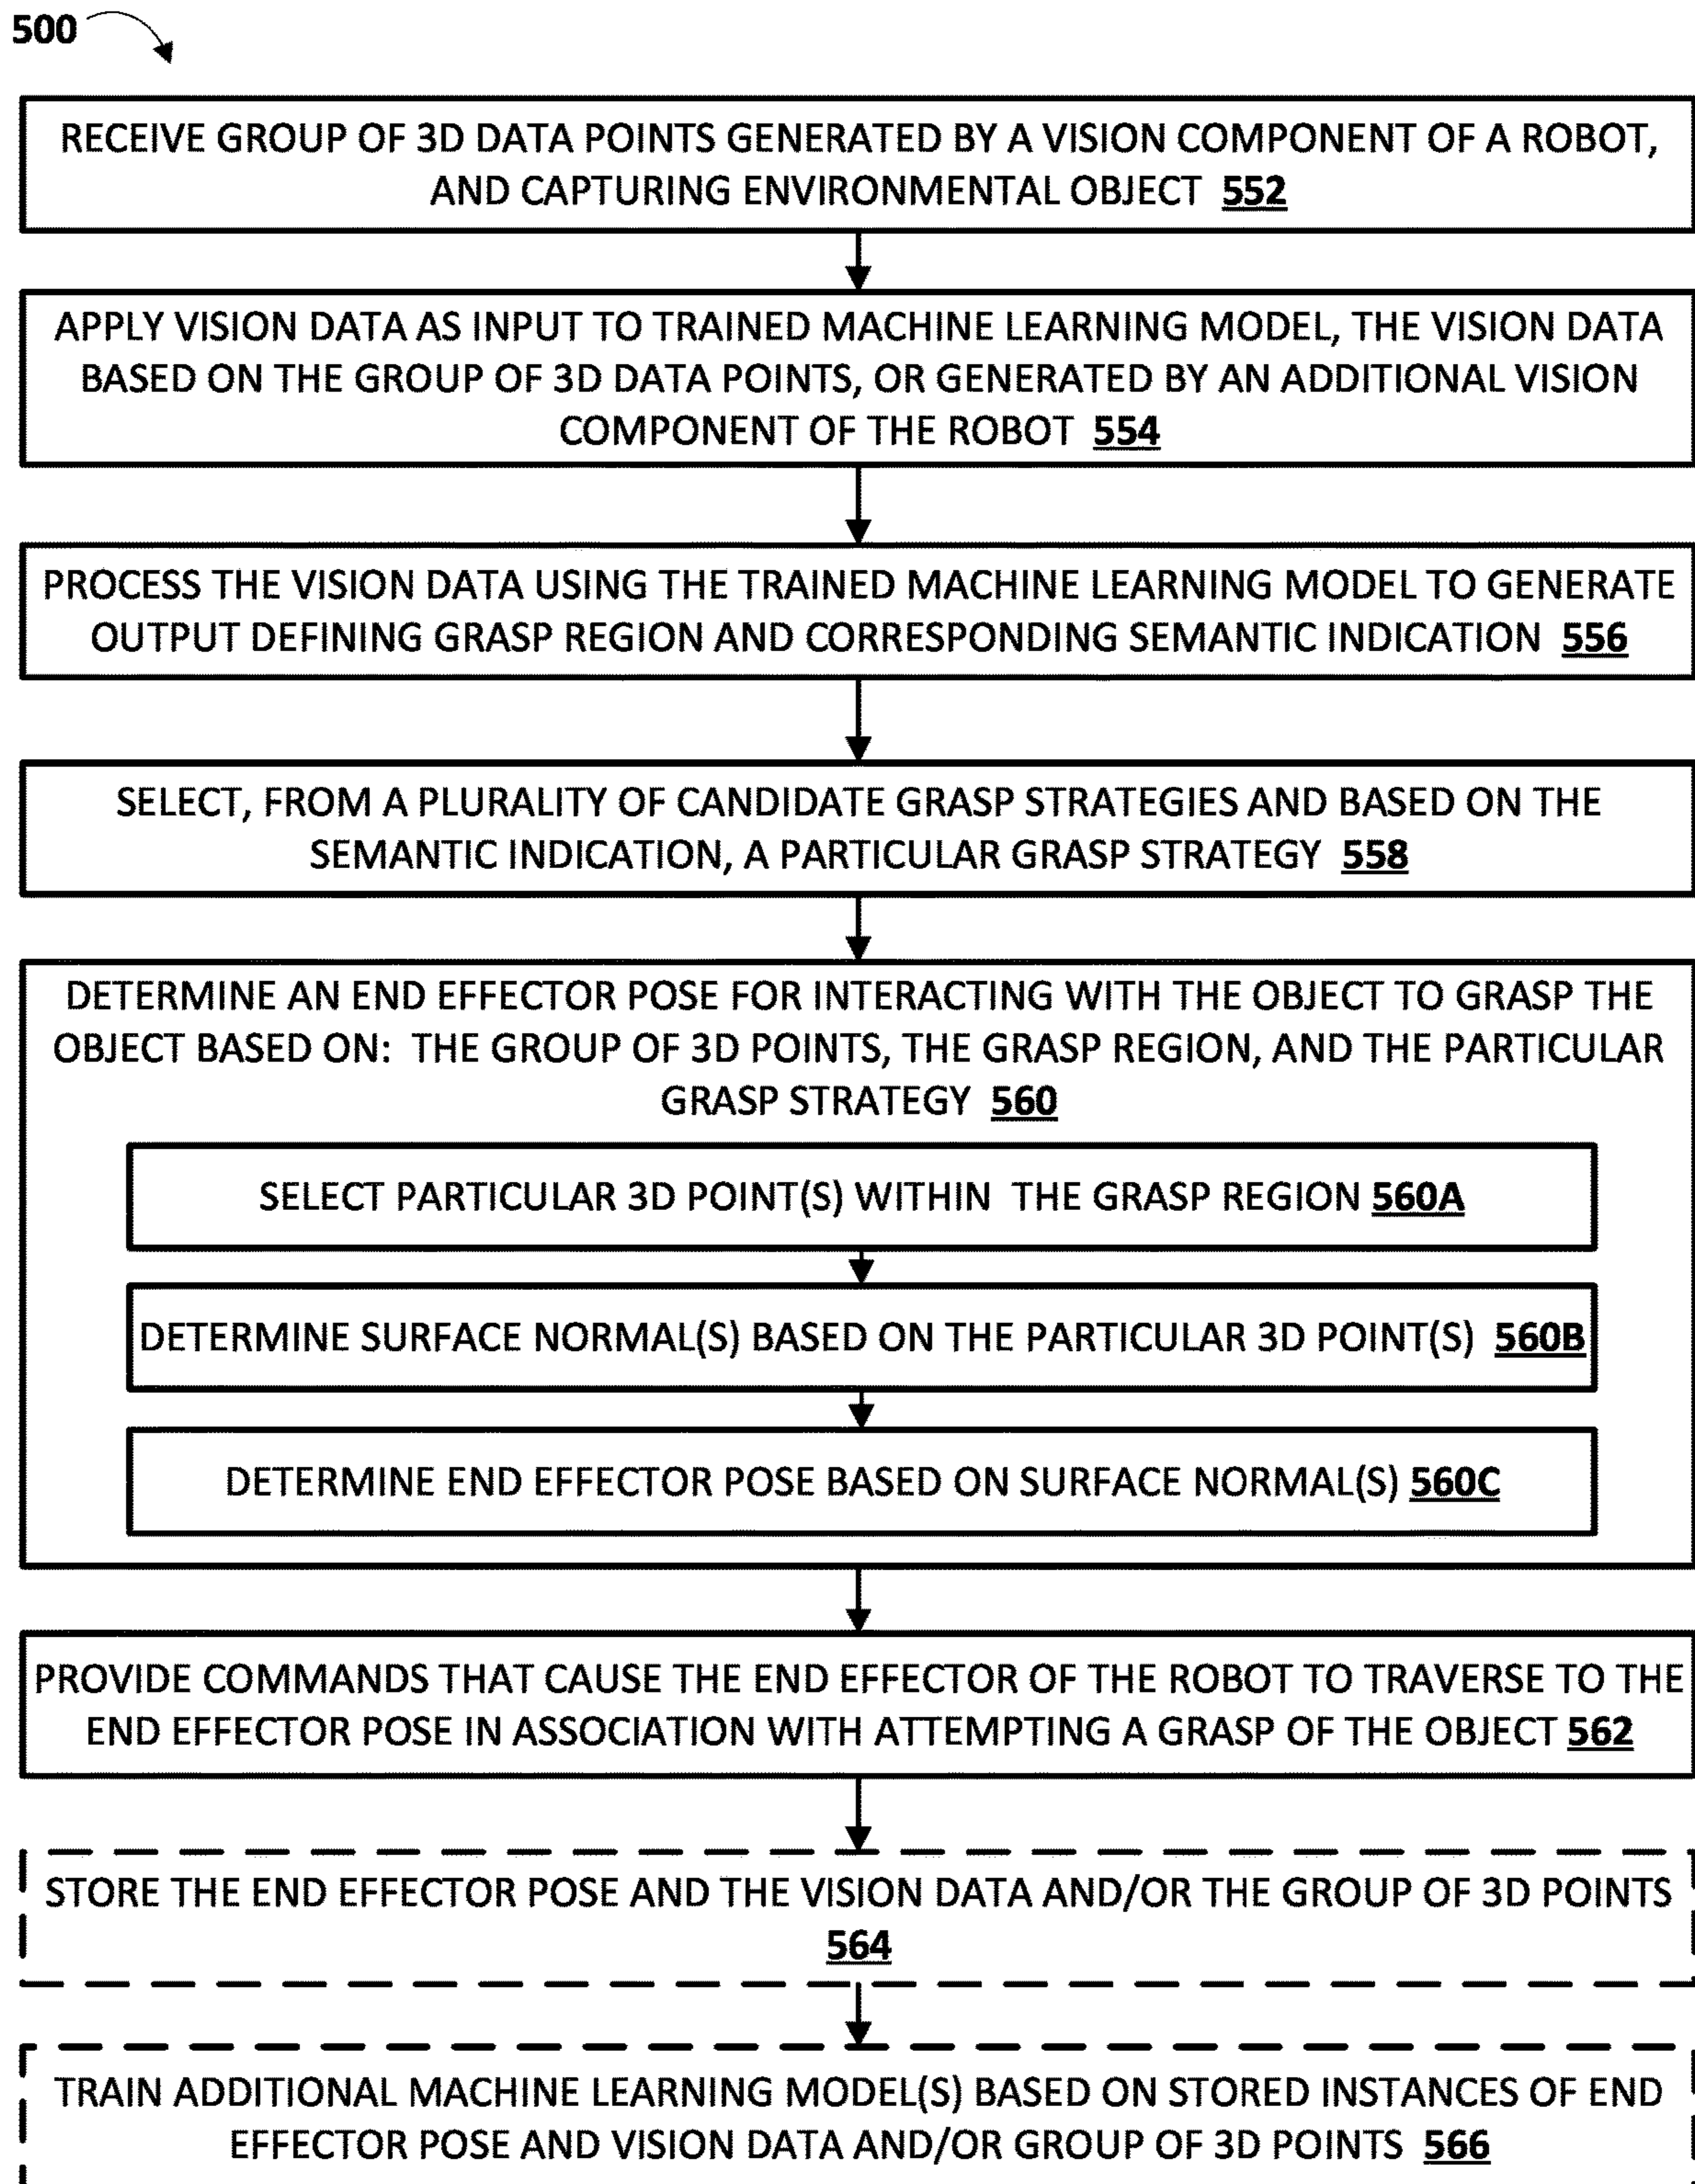 500
RECEIVE GROUP OF 3D DATA POINTS GENERATED BY A VISION COMPONENT OF A ROBOT,
AND CAPTURING ENVIRONMENTAL OBJECT 552
APPLY VISION DATA AS INPUT TO TRAINED MACHINE LEARNING MODEL, THE VISION DATA
BASED ON THE GROUP OF 3D DATA POINTS, OR GENERATED BY AN ADDITIONAL VISION
COMPONENT OF THE ROBOT 554
PROCESS THE VISION DATA USING THE TRAINED MACHINE LEARNING MODEL TO GENERATE
OUTPUT DEFINING GRASP REGION AND CORRESPONDING SEMANTIC INDICATION 556
SELECT, FROM A PLURALITY OF CANDIDATE GRASP STRATEGIES AND BASED ON THE
SEMANTIC INDICATION, A PARTICULAR GRASP STRATEGY 558
DETERMINE AN END EFFECTOR POSE FOR INTERACTING WITH THE OBJECT TO GRASP THE
OBJECT BASED ON: THE GROUP OF 3D POINTS, THE GRASP REGION, AND THE PARTICULAR
GRASP STRATEGY 560
SELECT PARTICULAR 3D POINT(S) WITHIN THE GRASP REGION 560A
DETERMINE SURFACE NORMAL(S) BASED ON THE PARTICULAR 3D POINT(S) 560B
DETERMINE END EFFECTOR POSE BASED ON SURFACE NORMAL(S) 560C
PROVIDE COMMANDS THAT CAUSE THE END EFFECTOR OF THE ROBOT TO TRAVERSE TO THE
END EFFECTOR POSE IN ASSOCIATION WITH ATTEMPTING A GRASP OF THE OBJECT 562
STORE THE END EFFECTOR POSE AND THE VISION DATA AND/OR THE GROUP OF 3D POINTS
564
TRAIN ADDITIONAL MACHINE LEARNING MODEL(S) BASED ON STORED INSTANCES OF END
EFFECTOR POSE AND VISION DATA AND/OR GROUP OF 3D POINTS 566